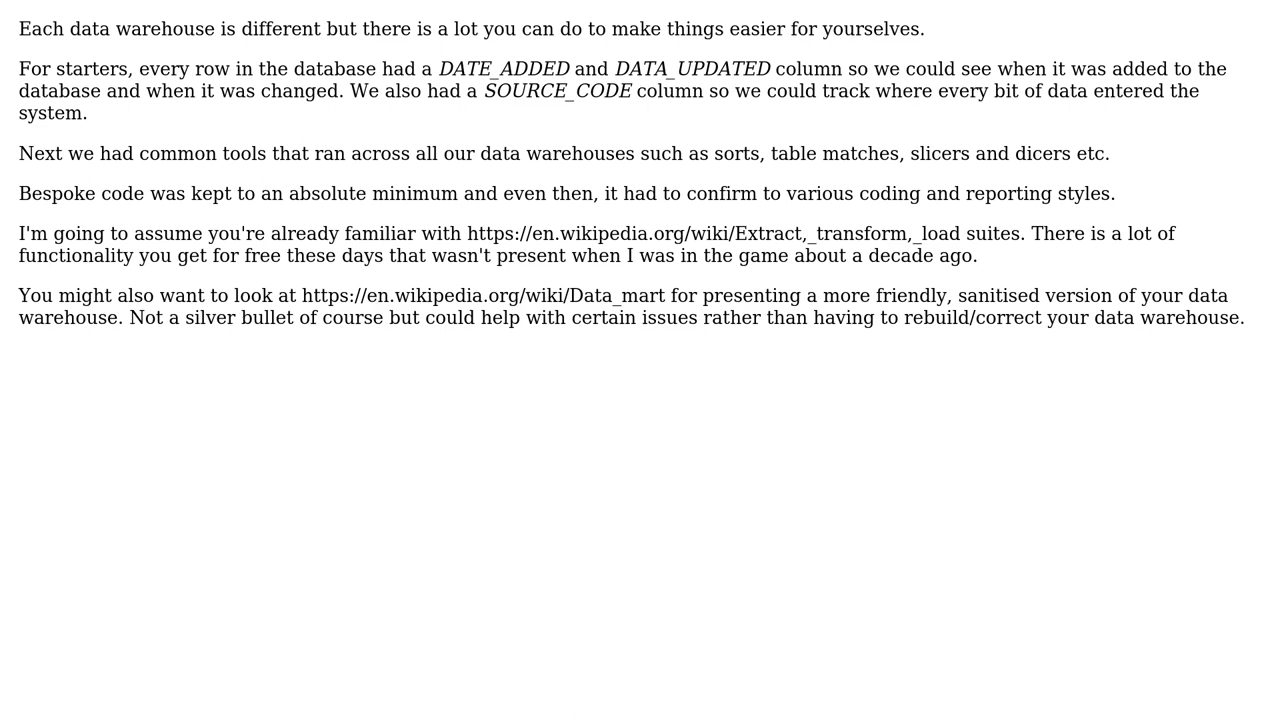 Each data warehouse is different but there is a lot you can do to make things easier for yourselves.
For starters, every row in the database had a DATE_ADDED and DATA_UPDATED column so we could see when it was added to the
database and when it was changed. We also had a SOURCE_CODE column so we could track where every bit of data entered the
system.
Next we had common tools that ran across all our data warehouses such as sorts, table matches, slicers and dicers etc.
Bespoke code was kept to an absolute minimum and even then, it had to confirm to various coding and reporting styles.
I'm going to assume you're already familiar with https://en.wikipedia.org/wiki/Extract,_transform,_load suites. There is a lot of
functionality you get for free these days that wasn't present when I was in the game about a decade ago.
You might also want to look at https://en.wikipedia.org/wiki/Data_mart for presenting a more friendly, sanitised version of your data
warehouse. Not a silver bullet of course but could help with certain issues rather than having to rebuild/correct your data warehouse.